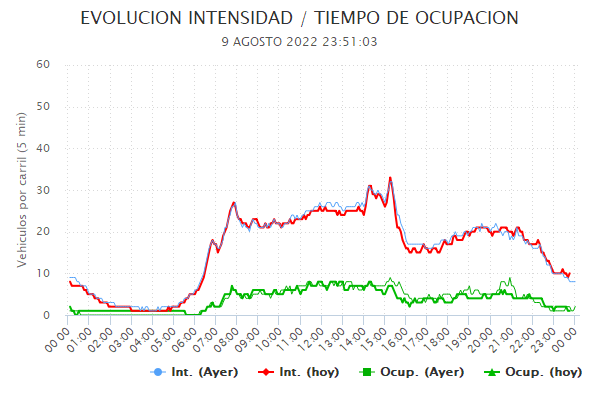 EVOLUCION INTENSIDAD / TIEMPO DE OCUPACION
9 AGOSTO 2022 23:51:03
Vehiculos por carril (5 min)
60
50
40
30
20
10
0
00:00 01:00 02:00 03:00 04:00 05:00 06:00 07:00 08:00 09:00 10:00 11:00 12:00 13:00 14:00 15:00 16:00 17:00 18:00 19:00 20:00 21:00 22:00 23:00 00:00
Int. (Ayer) Int. (hoy) Ocup. (Ayer) Ocup. (hoy)